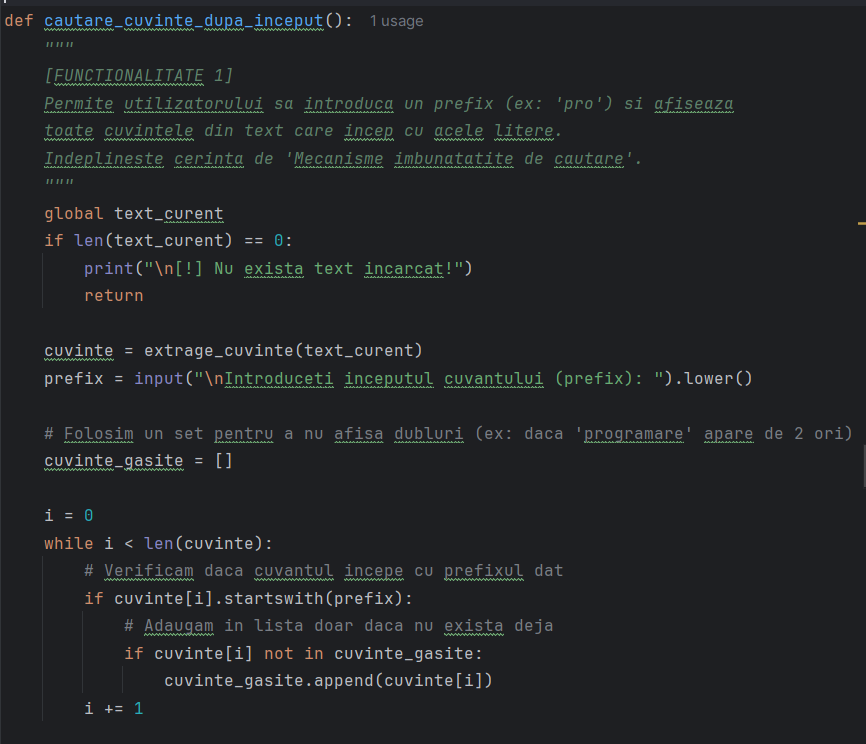 def cautare_cuvinte_dupa_inceput():  1 usage
    """
    [FUNCTIONALITATE 1]
    Permite utilizatorului sa introduca un prefix (ex: 'pro') si afiseaza
    toate cuvintele din text care incep cu acele litere.
    Indeplineste cerinta de 'Mecanisme imbunatatite de cautare'.
    """
    global text_curent
    if len(text_curent) == 0:
        print("\n[!] Nu exista text incarcat!")
        return

    cuvinte = extrage_cuvinte(text_curent)
    prefix = input("\nIntroduceti inceputul cuvantului (prefix): ").lower()

    # Folosim un set pentru a nu afisa dubluri (ex: daca 'programare' apare de 2 ori)
    cuvinte_gasite = []

    i = 0
    while i < len(cuvinte):
        # Verificam daca cuvantul incepe cu prefixul dat
        if cuvinte[i].startswith(prefix):
            # Adaugam in lista doar daca nu exista deja
            if cuvinte[i] not in cuvinte_gasite:
                cuvinte_gasite.append(cuvinte[i])
        i += 1